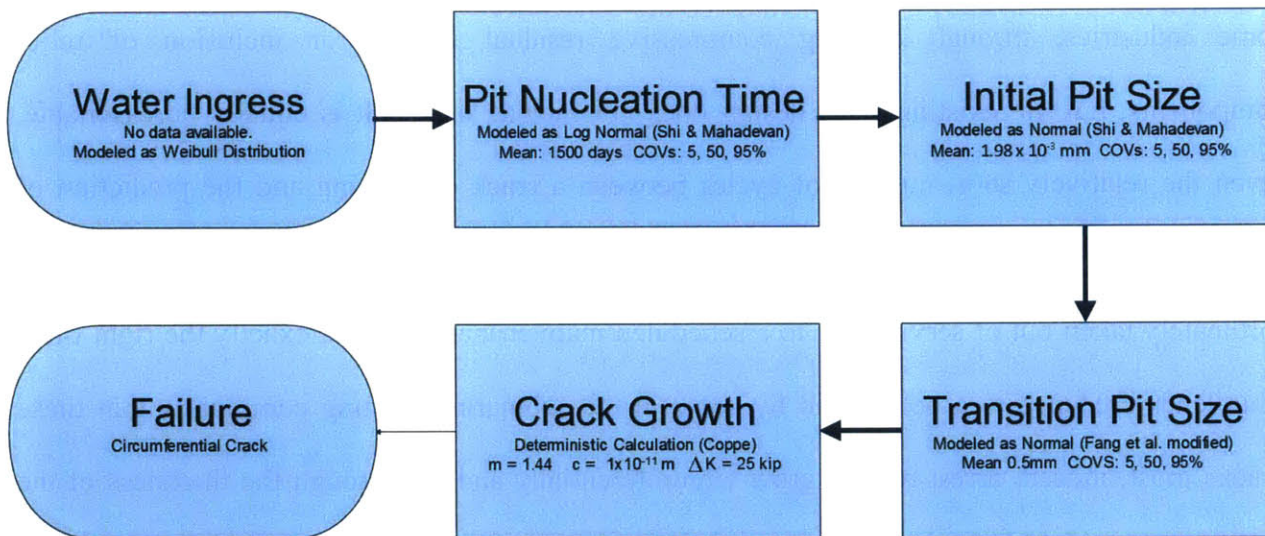 Water Ingress
No data available.
Modeled as Weibull Distribution
Pit Nucleation Time
Modeled as Log Normal (Shi & Mahadevan)
Mean: 1500 days COVs: 5, 50, 95%
Initial Pit Size
Modeled as Normal (Shi & Mahadevan)
Mean: 1.98 x 10⁻³ mm COVs: 5, 50, 95%
Transition Pit Size
Modeled as Normal (Fang et al. modified)
Mean 0.5mm COVS: 5, 50, 95%
Crack Growth
Deterministic Calculation (Coppe)
m = 1.44 c = 1x10⁻¹¹ m ΔK = 25 kip
Failure
Circumferential Crack